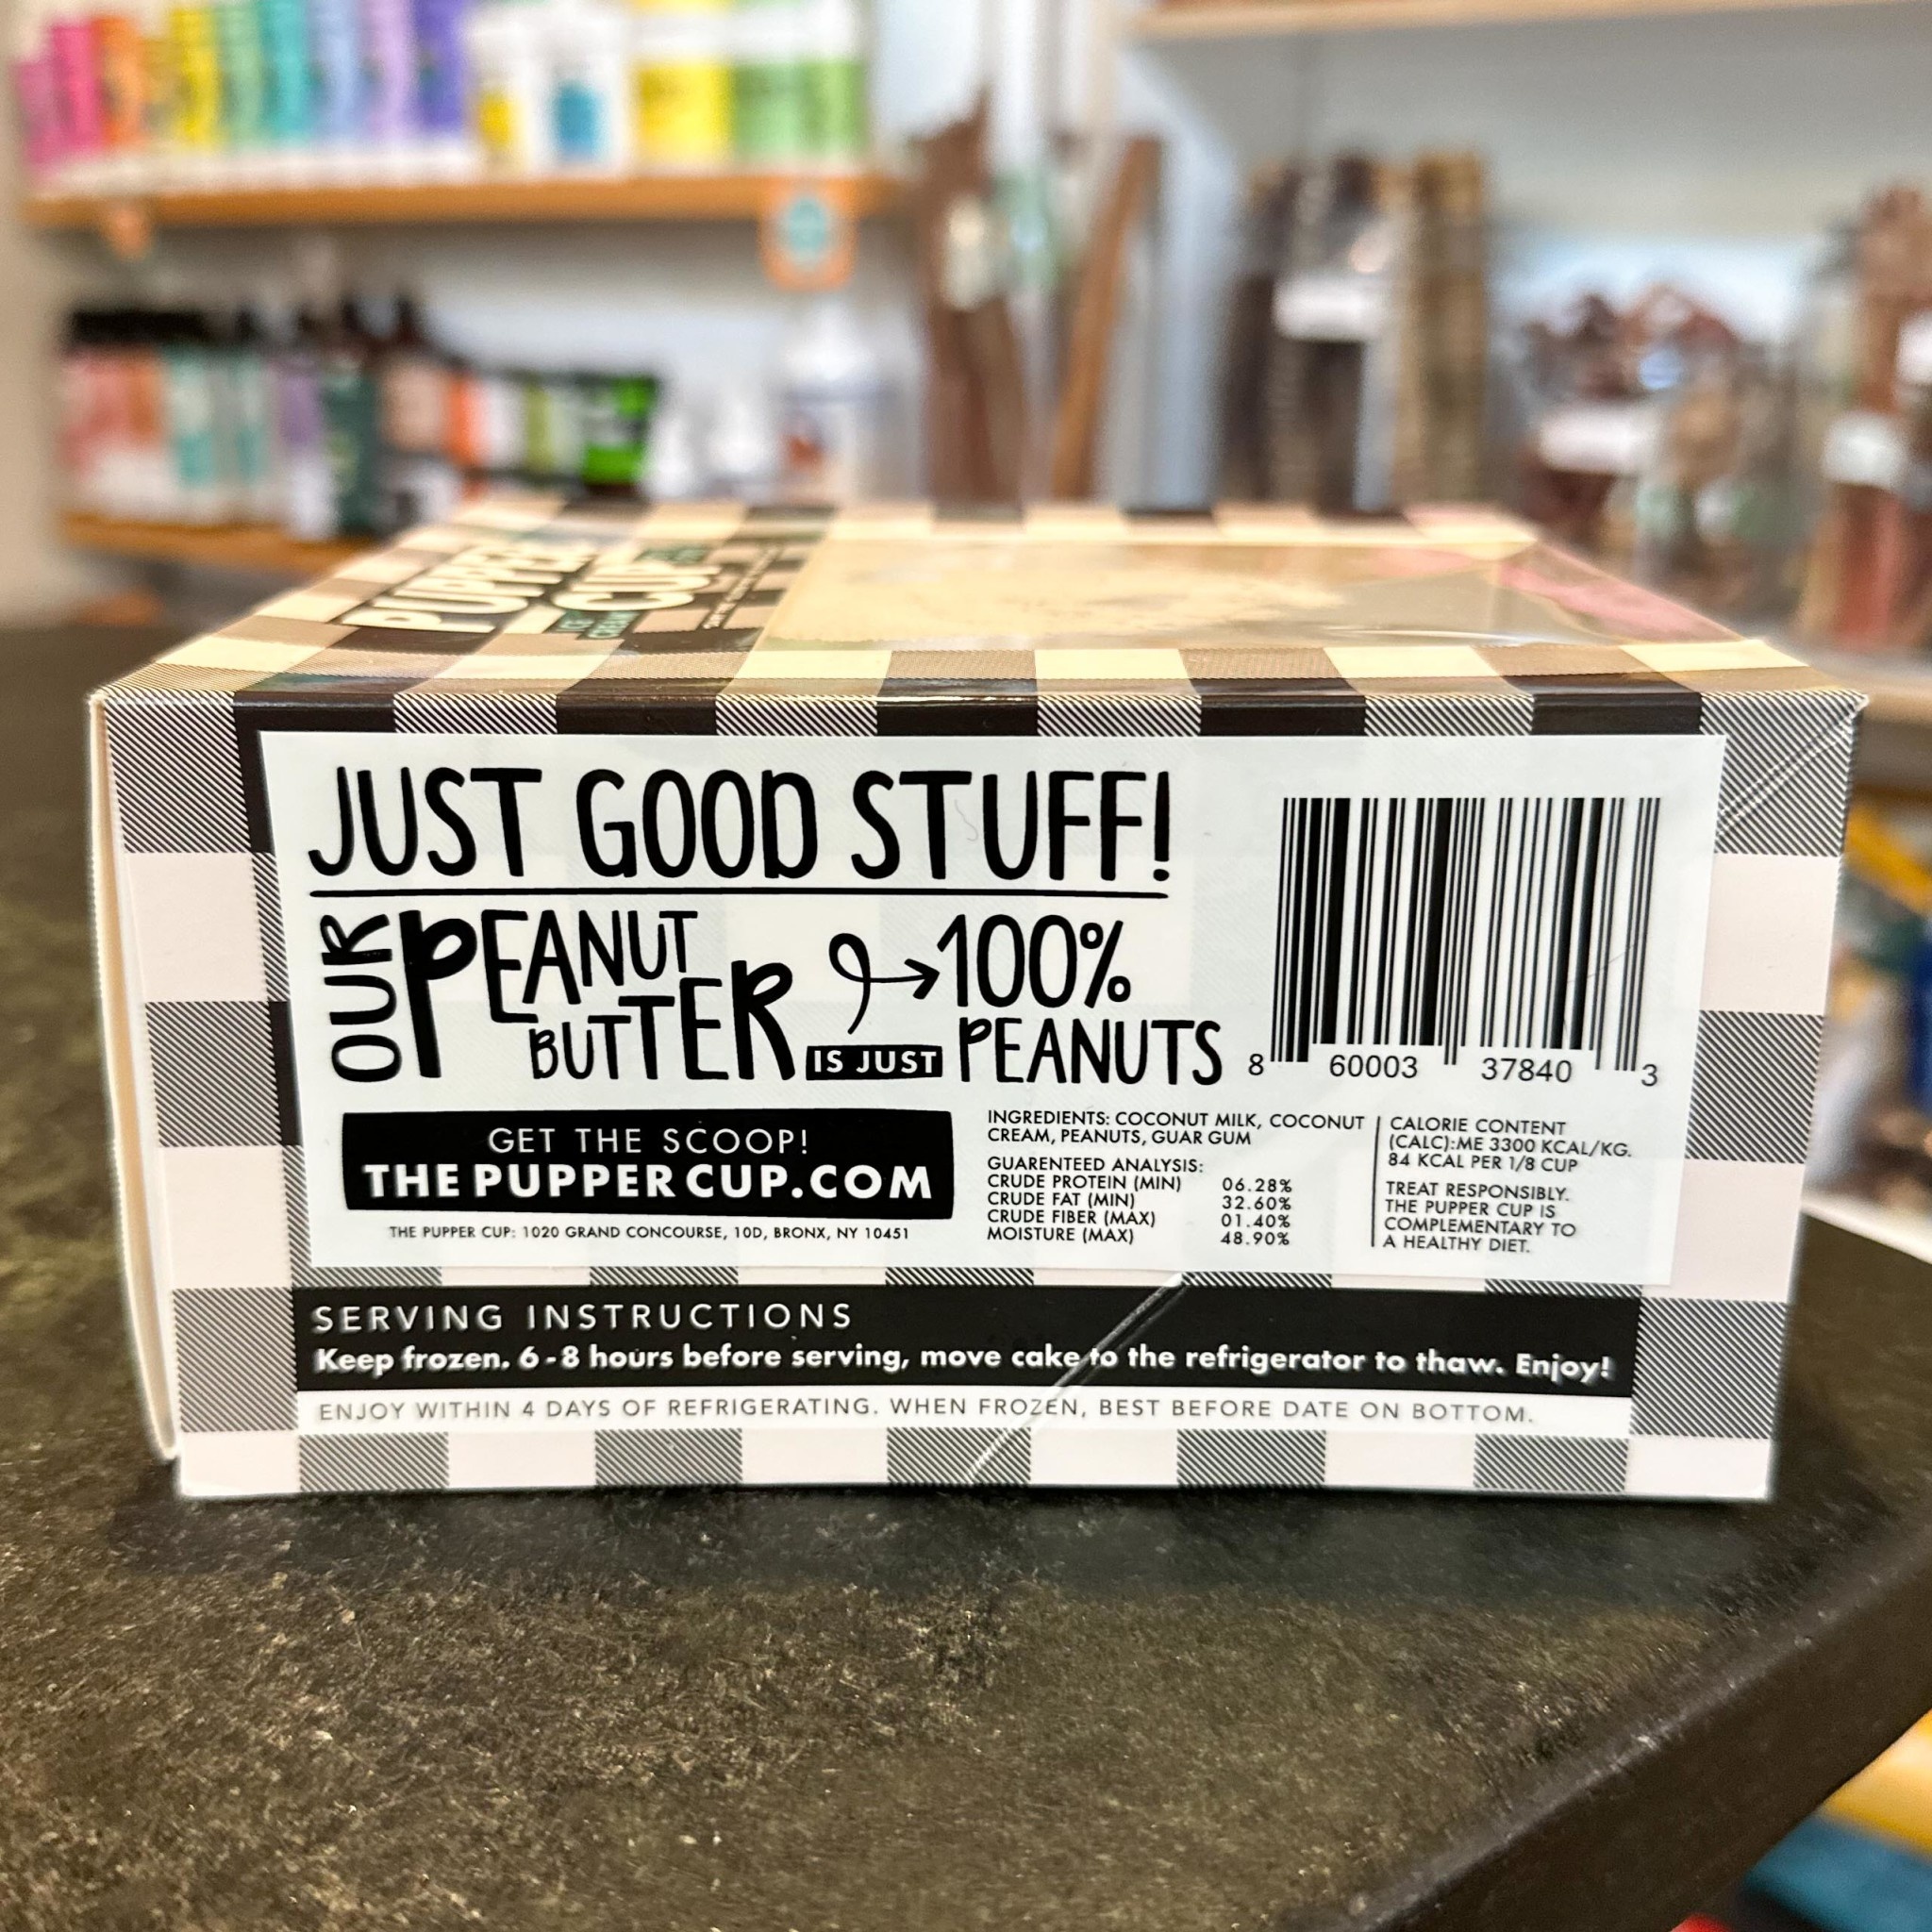 PUPPER
CUP
JUST GOOD STUFF!
OUR PEANUT BUTTER IS JUST 100% PEANUTS
8 60003 37840 3
GET THE SCOOP!
THEPUPPERCUP.COM
THE PUPPER CUP: 1020 GRAND CONCOURSE, 10D, BRONX, NY 10451
INGREDIENTS: COCONUT MILK, COCONUT
CREAM, PEANUTS, GUAR GUM
GUARENTEED ANALYSIS:
CRUDE PROTEIN (MIN) 06.28%
CRUDE FAT (MIN) 32.60%
CRUDE FIBER (MAX) 01.40%
MOISTURE (MAX) 48.90%
CALORIE CONTENT
(CALC):ME 3300 KCAL/KG.
84 KCAL PER 1/8 CUP
TREAT RESPONSIBLY.
THE PUPPER CUP IS
COMPLEMENTARY TO
A HEALTHY DIET.
SERVING INSTRUCTIONS
Keep frozen. 6-8 hours before serving, move cake to the refrigerator to thaw. Enjoy!
ENJOY WITHIN 4 DAYS OF REFRIGERATING. WHEN FROZEN, BEST BEFORE DATE ON BOTTOM.